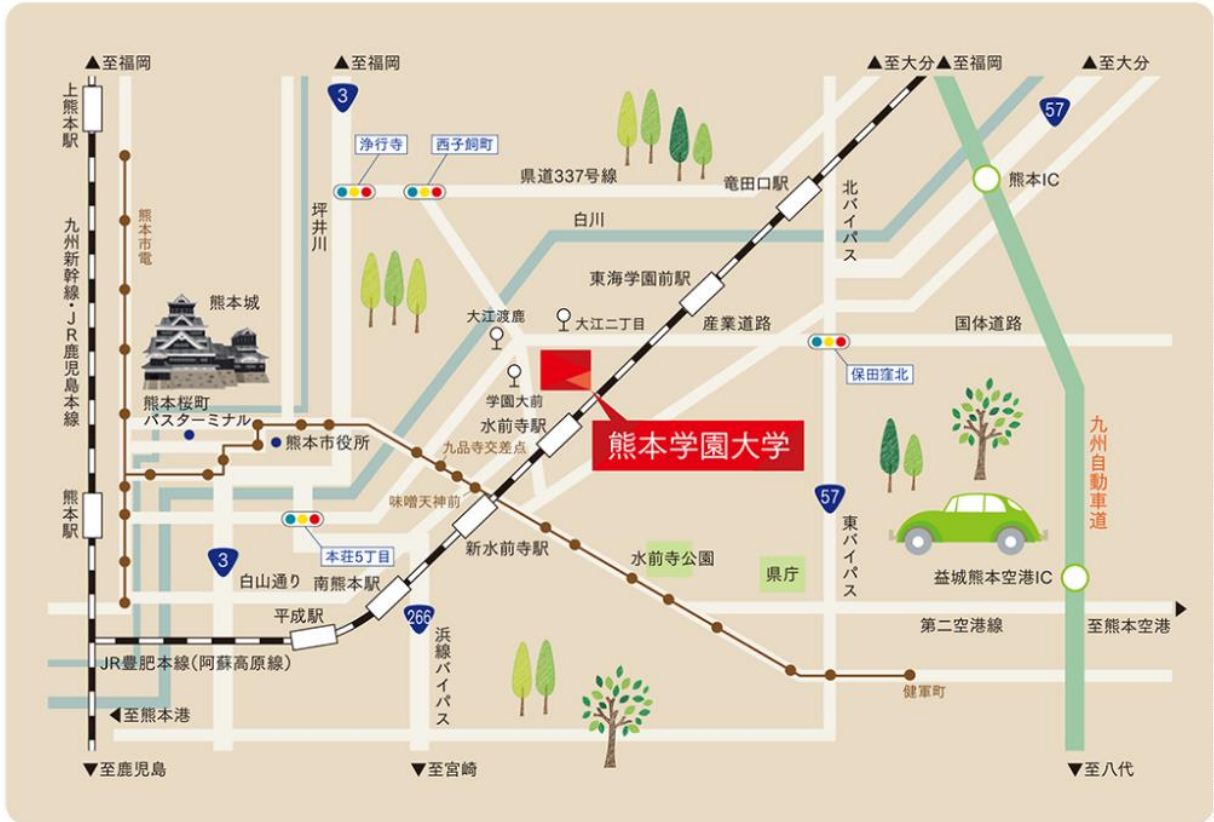 ▲至福岡
▲至福岡
▲至大分
▲至福岡
▲至大分
上熊本駅
3
57
浄行寺
西子飼町
県道337号線
竜田口駅
北バイパス
熊本IC
熊本市電
坪井川
白川
九州新幹線・JR鹿児島本線
東海学園前駅
熊本城
大江渡鹿
大江二丁目
産業道路
国体道路
保田窪北
学園大前
熊本桜町
バスターミナル
水前寺駅
熊本学園大学
熊本市役所
九品寺交差点
九州自動車道
熊本駅
味噌天神前
57
新水前寺駅
東バイパス
本荘5丁目
3
水前寺公園
県庁
白山通り
南熊本駅
益城熊本空港IC
平成駅
266
第二空港線
至熊本空港▶
浜線バイパス
JR豊肥本線(阿蘇高原線)
健軍町
◀至熊本港
▼至鹿児島
▼至宮崎
▼至八代